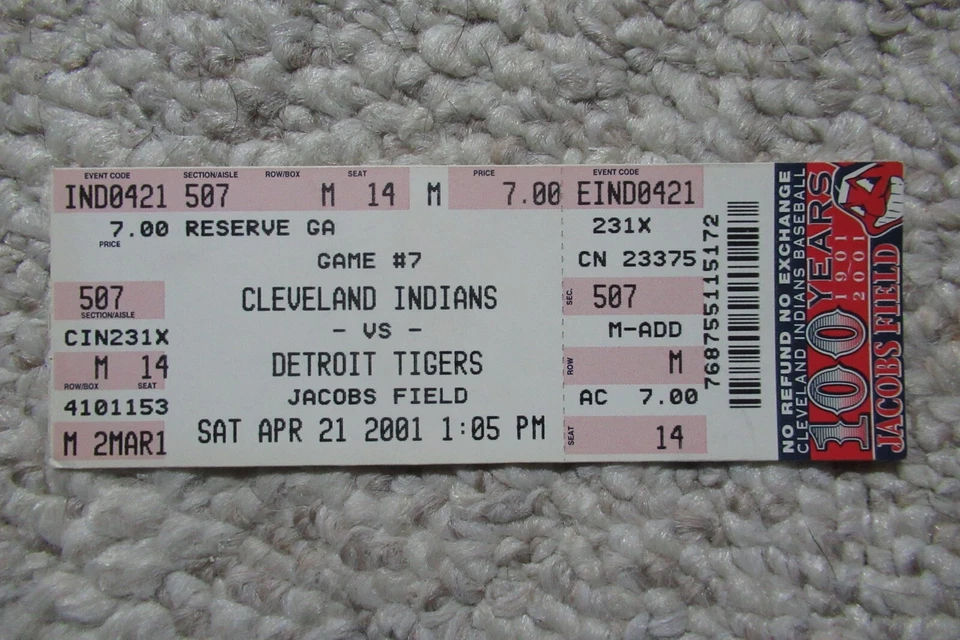 EVENT CODE SECTION/AISLE ROW/BOX SEAT PRICE EVENT CODE
IND0421 507 M 14 M 7.00 EIND0421
7.00 RESERVE GA
PRICE
GAME #7
507
SECTION/AISLE
CLEVELAND INDIANS
CIN231X
- VS -
M 14
ROW/BOX SEAT
DETROIT TIGERS
4101153
JACOBS FIELD
M 2MAR1
SAT APR 21 2001 1:05 PM
231X
CN 23375
SEC. 507
M-ADD
ROW M
AC 7.00
SEAT 14
768755115172
NO REFUND NO EXCHANGE
CLEVELAND INDIANS BASEBALL
100 YEARS
1901
2001
JACOBS FIELD